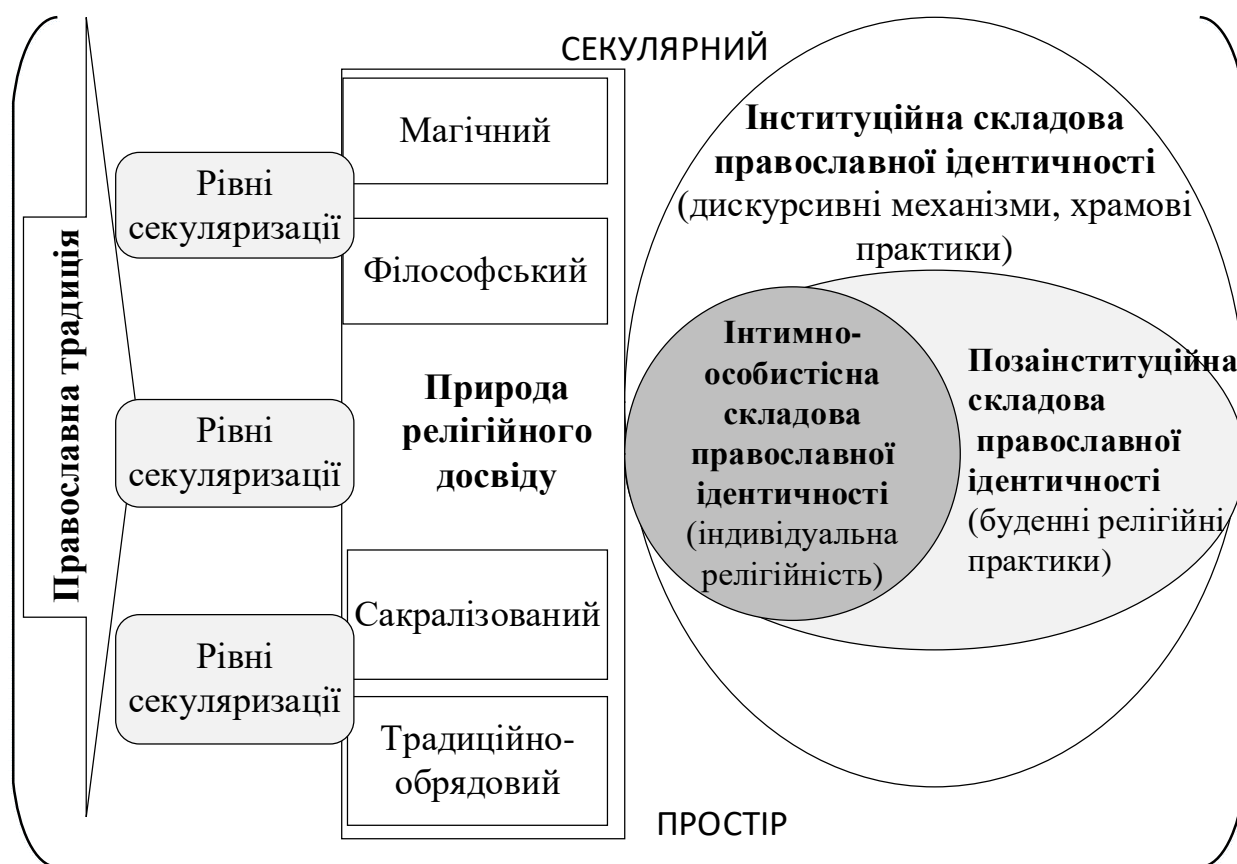 СЕКУЛЯРНИЙ
Православна традиція
Рівні
секуляризації
Рівні
секуляризації
Рівні
секуляризації
Магічний
Філософський
Природа
релігійного
досвіду
Сакралізований
Традиційно-
обрядовий
Інституційна складова
православної ідентичності
(дискурсивні механізми, храмові
практики)
Інтимно-
особистісна
складова
православної
ідентичності
(індивідуальна
релігійність)
Позаінституційна
складова
православної
ідентичності
(буденні релігійні
практики)
ПРОСТІР